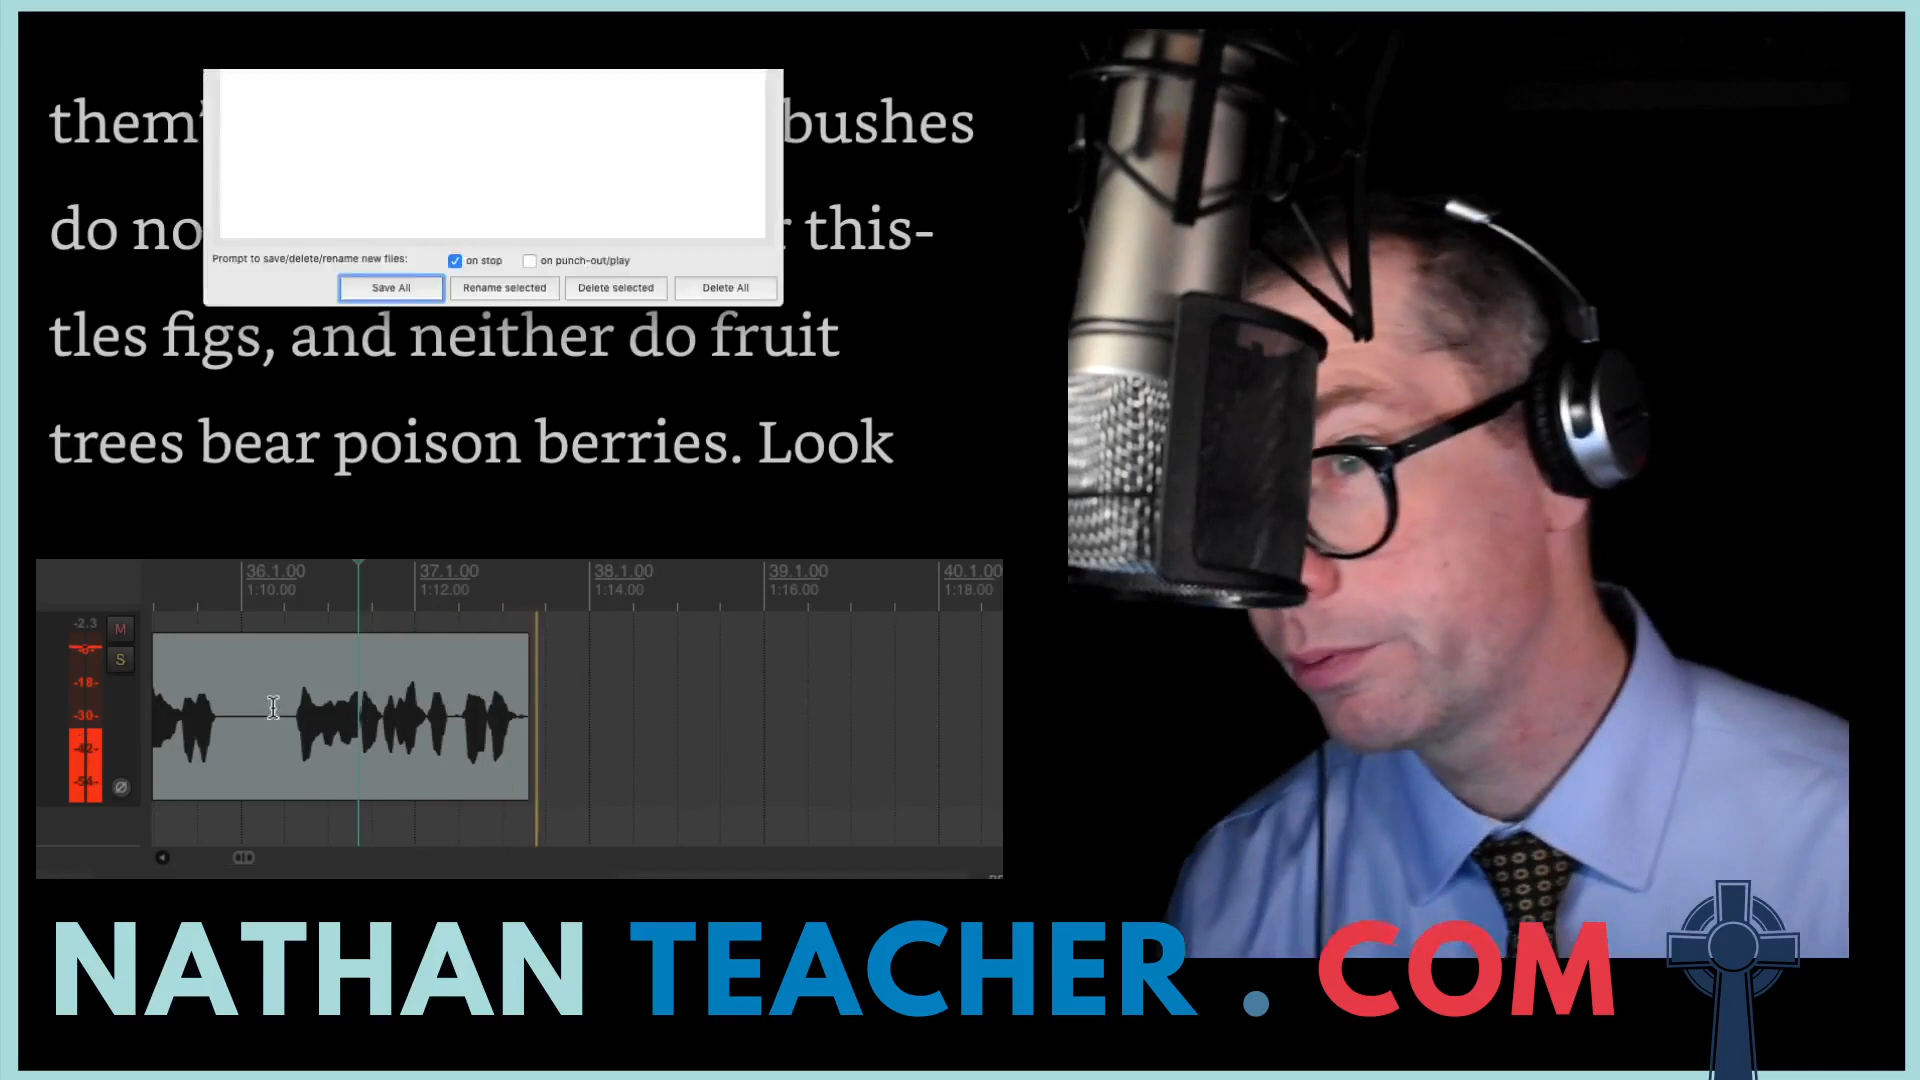 them' bushes
do no r this-
Prompt to save/delete/rename new files: on stop on punch-out/play
Save All Rename selected Delete selected Delete All
tles figs, and neither do fruit
trees bear poison berries. Look
36.1.00 37.1.00 38.1.00 39.1.00 40.1.00
1:10.00 1:12.00 1:14.00 1:16.00 1:18.00
-2.3 M
-6-
S
-18-
-30-
-42-
-54-
NATHAN TEACHER . COM